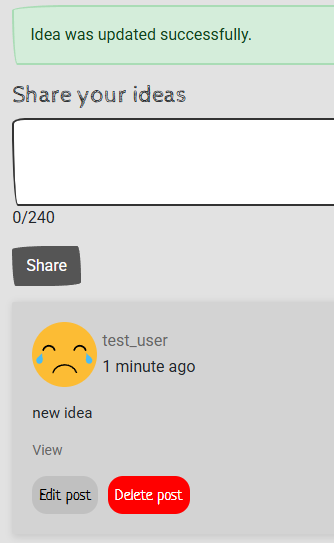 Idea was updated successfully.
Share your ideas
0/240
Share
test_user
1 minute ago
new idea
View
Edit post Delete post